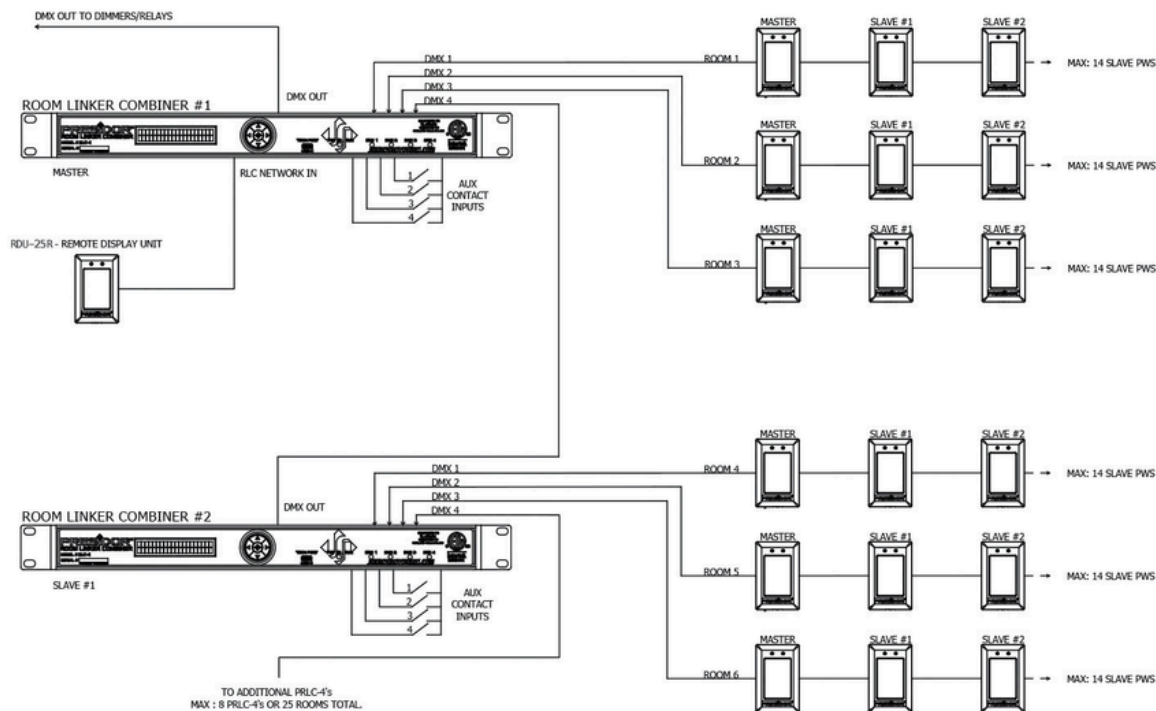 DMX OUT TO DIMMERS/RELAYS
MASTER
SLAVE #1
SLAVE #2
DMX 1
ROOM 1
MAX: 14 SLAVE PWS
DMX 2
DMX 3
DMX 4
ROOM LINKER COMBINER #1
DMX OUT
ROOM LINKER COMBINER
MASTER
RLC NETWORK IN
1
2
3
4
AUX
CONTACT
INPUTS
MASTER
SLAVE #1
SLAVE #2
ROOM 2
MAX: 14 SLAVE PWS
MASTER
SLAVE #1
SLAVE #2
ROOM 3
MAX: 14 SLAVE PWS
RDU-25R - REMOTE DISPLAY UNIT
MASTER
SLAVE #1
SLAVE #2
DMX 1
ROOM 4
MAX: 14 SLAVE PWS
DMX 2
DMX 3
DMX 4
ROOM LINKER COMBINER #2
DMX OUT
ROOM LINKER COMBINER
SLAVE #1
1
2
3
4
AUX
CONTACT
INPUTS
MASTER
SLAVE #1
SLAVE #2
ROOM 5
MAX: 14 SLAVE PWS
MASTER
SLAVE #1
SLAVE #2
ROOM 6
MAX: 14 SLAVE PWS
TO ADDITIONAL PRLC-4's
MAX : 8 PRLC-4's OR 25 ROOMS TOTAL.